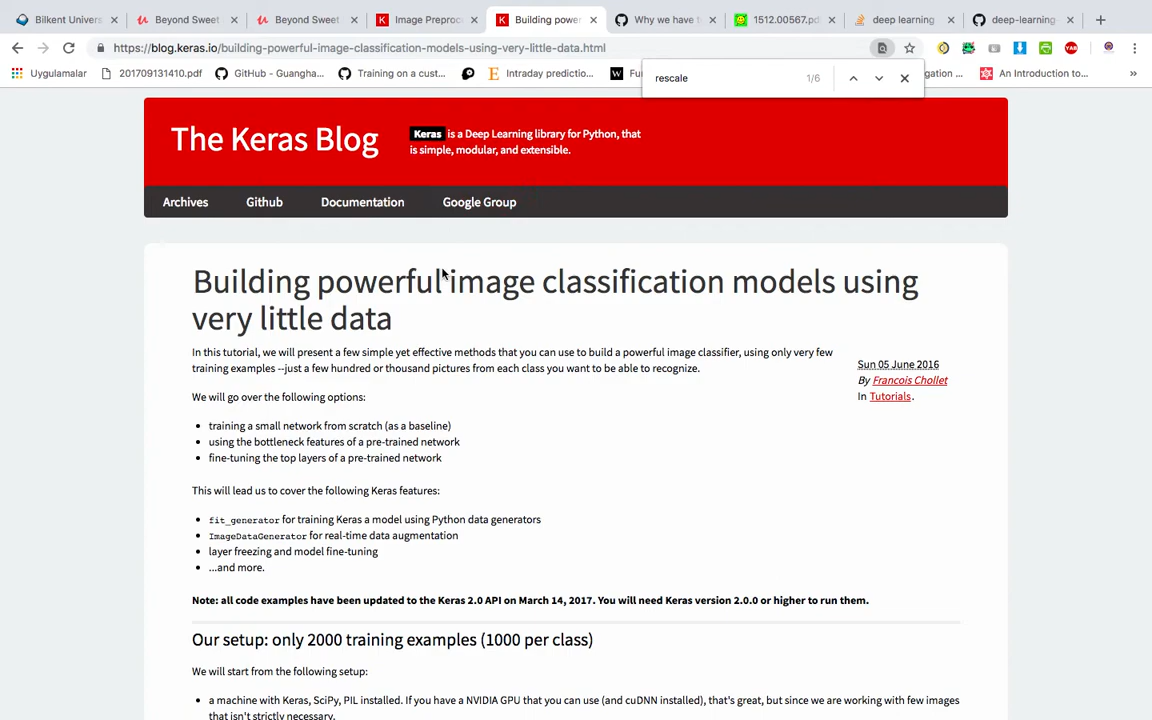 Bilkent Univers
Beyond Sweet
Beyond Sweet
Image Preproc
Building powe
Why we have t
1512.00567.pd
deep learning
deep-learning
https://blog.keras.io/building-powerful-image-classification-models-using-very-little-data.html
Uygulamalar
201709131410.pdf
GitHub - Guangha...
Training on a cust...
Intraday predictio...
Fu
gation ...
An Introduction to...
»
rescale
1/6
The Keras Blog
Keras is a Deep Learning library for Python, that
is simple, modular, and extensible.
Archives
Github
Documentation
Google Group
Building powerful image classification models using
very little data
In this tutorial, we will present a few simple yet effective methods that you can use to build a powerful image classifier, using only very few
training examples --just a few hundred or thousand pictures from each class you want to be able to recognize.
Sun 05 June 2016
By Francois Chollet
In Tutorials.
We will go over the following options:
• training a small network from scratch (as a baseline)
• using the bottleneck features of a pre-trained network
• fine-tuning the top layers of a pre-trained network
This will lead us to cover the following Keras features:
• fit_generator for training Keras a model using Python data generators
• ImageDataGenerator for real-time data augmentation
• layer freezing and model fine-tuning
• ...and more.
Note: all code examples have been updated to the Keras 2.0 API on March 14, 2017. You will need Keras version 2.0.0 or higher to run them.
Our setup: only 2000 training examples (1000 per class)
We will start from the following setup:
• a machine with Keras, SciPy, PIL installed. If you have a NVIDIA GPU that you can use (and cuDNN installed), that's great, but since we are working with few images
that isn't strictly necessary.